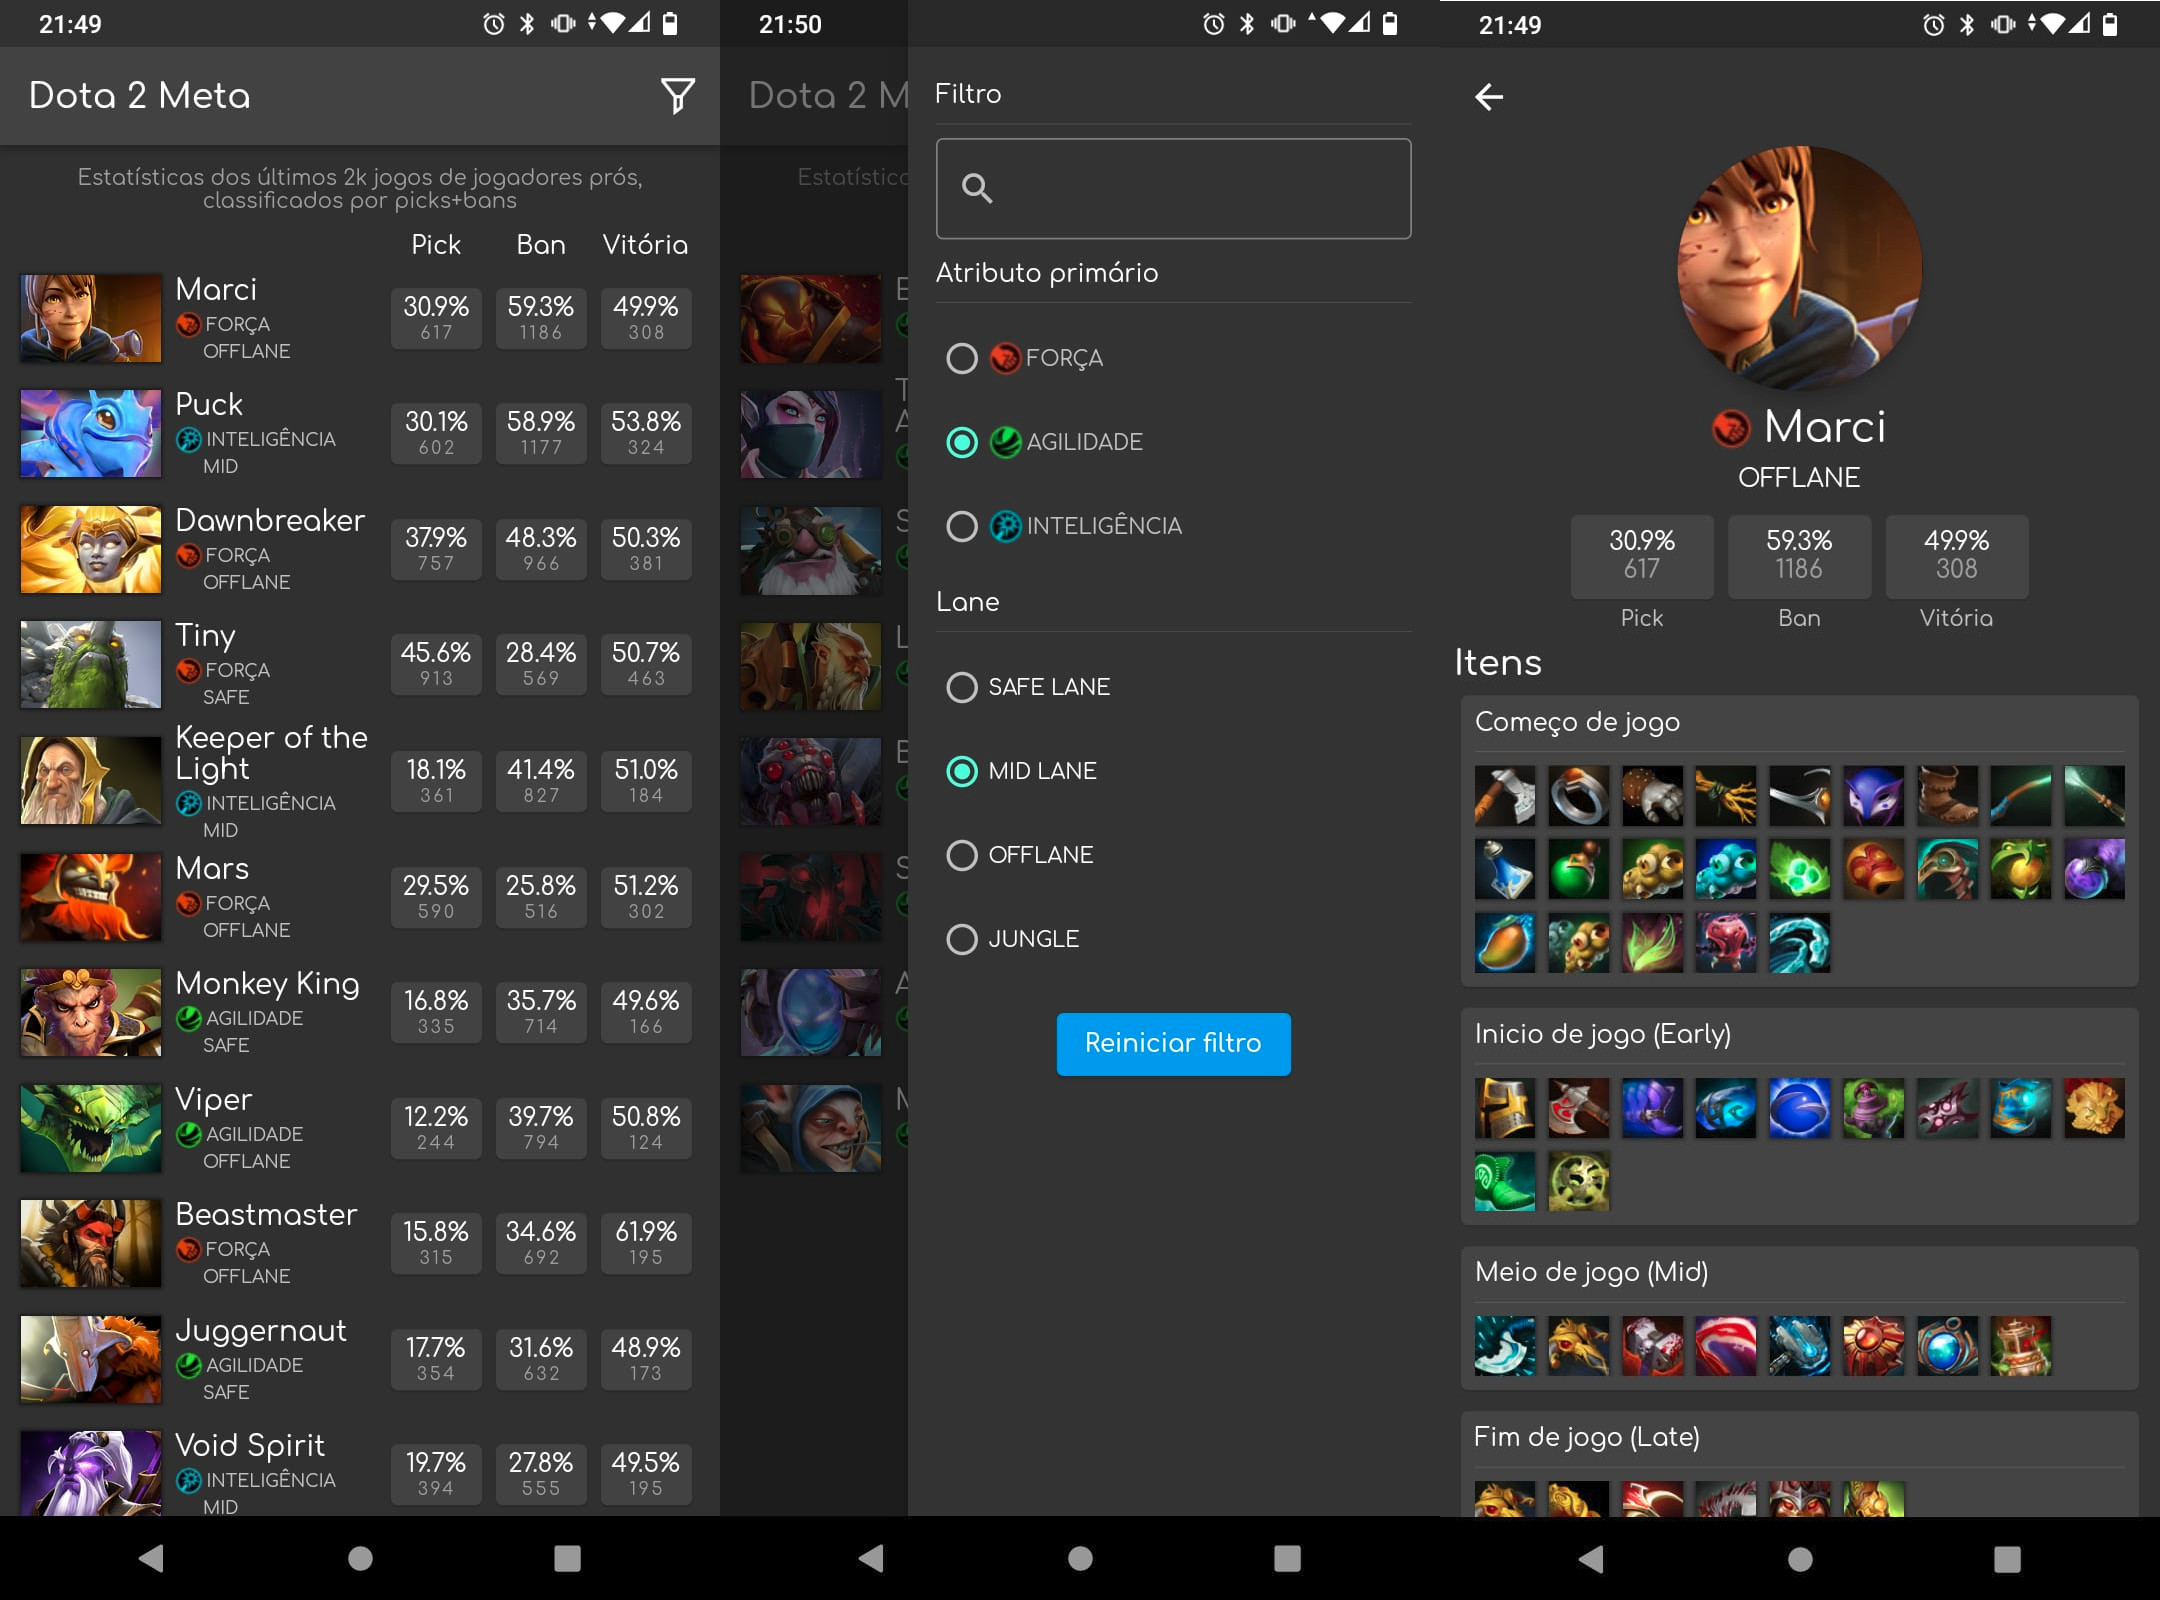 21:49
Dota 2 Meta
Estatísticas dos últimos 2k jogos de jogadores prós,
classificados por picks+bans
Pick Ban Vitória
Marci
FORÇA
OFFLANE
30.9% 59.3% 49.9%
617 1186 308
Puck
INTELIGÊNCIA
MID
30.1% 58.9% 53.8%
602 1177 324
Dawnbreaker
FORÇA
OFFLANE
37.9% 48.3% 50.3%
757 966 381
Tiny
FORÇA
SAFE
45.6% 28.4% 50.7%
913 569 463
Keeper of the
Light
INTELIGÊNCIA
MID
18.1% 41.4% 51.0%
361 827 184
Mars
FORÇA
OFFLANE
29.5% 25.8% 51.2%
590 516 302
Monkey King
AGILIDADE
SAFE
16.8% 35.7% 49.6%
335 714 166
Viper
AGILIDADE
OFFLANE
12.2% 39.7% 50.8%
244 794 124
Beastmaster
FORÇA
OFFLANE
15.8% 34.6% 61.9%
315 692 195
Juggernaut
AGILIDADE
SAFE
17.7% 31.6% 48.9%
354 632 173
Void Spirit
INTELIGÊNCIA
MID
19.7% 27.8% 49.5%
394 555 195
21:50
Dota 2 M
Estatístic
Filtro
Atributo primário
FORÇA
AGILIDADE
INTELIGÊNCIA
Lane
SAFE LANE
MID LANE
OFFLANE
JUNGLE
Reiniciar filtro
21:49
Marci
OFFLANE
30.9% 59.3% 49.9%
617 1186 308
Pick Ban Vitória
Itens
Começo de jogo
Inicio de jogo (Early)
Meio de jogo (Mid)
Fim de jogo (Late)